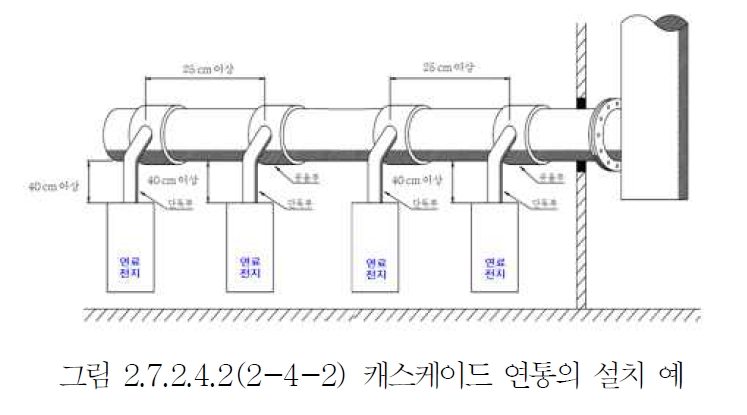 25 cm 이상
25 cm 이상
공용부
공용부
40 cm 이상
40 cm 이상
40 cm 이상
단독부
단독부
단독부
단독부
연료
전지
연료
전지
연료
전지
연료
전지
그림 2.7.2.4.2(2-4-2) 캐스케이드 연통의 설치 예